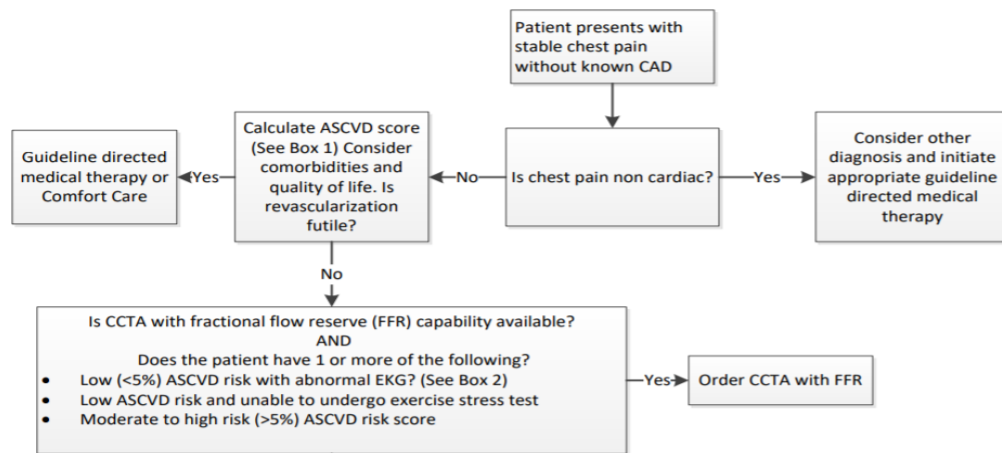 Patient presents with
stable chest pain
without known CAD
Is chest pain non cardiac?
Yes
Consider other
diagnosis and initiate
appropriate guideline
directed medical
therapy
No
Calculate ASCVD score
(See Box 1) Consider
comorbidities and
quality of life. Is
revascularization
futile?
Yes
Guideline directed
medical therapy or
Comfort Care
No
Is CCTA with fractional flow reserve (FFR) capability available?
AND
Does the patient have 1 or more of the following?
• Low (<5%) ASCVD risk with abnormal EKG? (See Box 2)
• Low ASCVD risk and unable to undergo exercise stress test
• Moderate to high risk (>5%) ASCVD risk score
Yes
Order CCTA with FFR